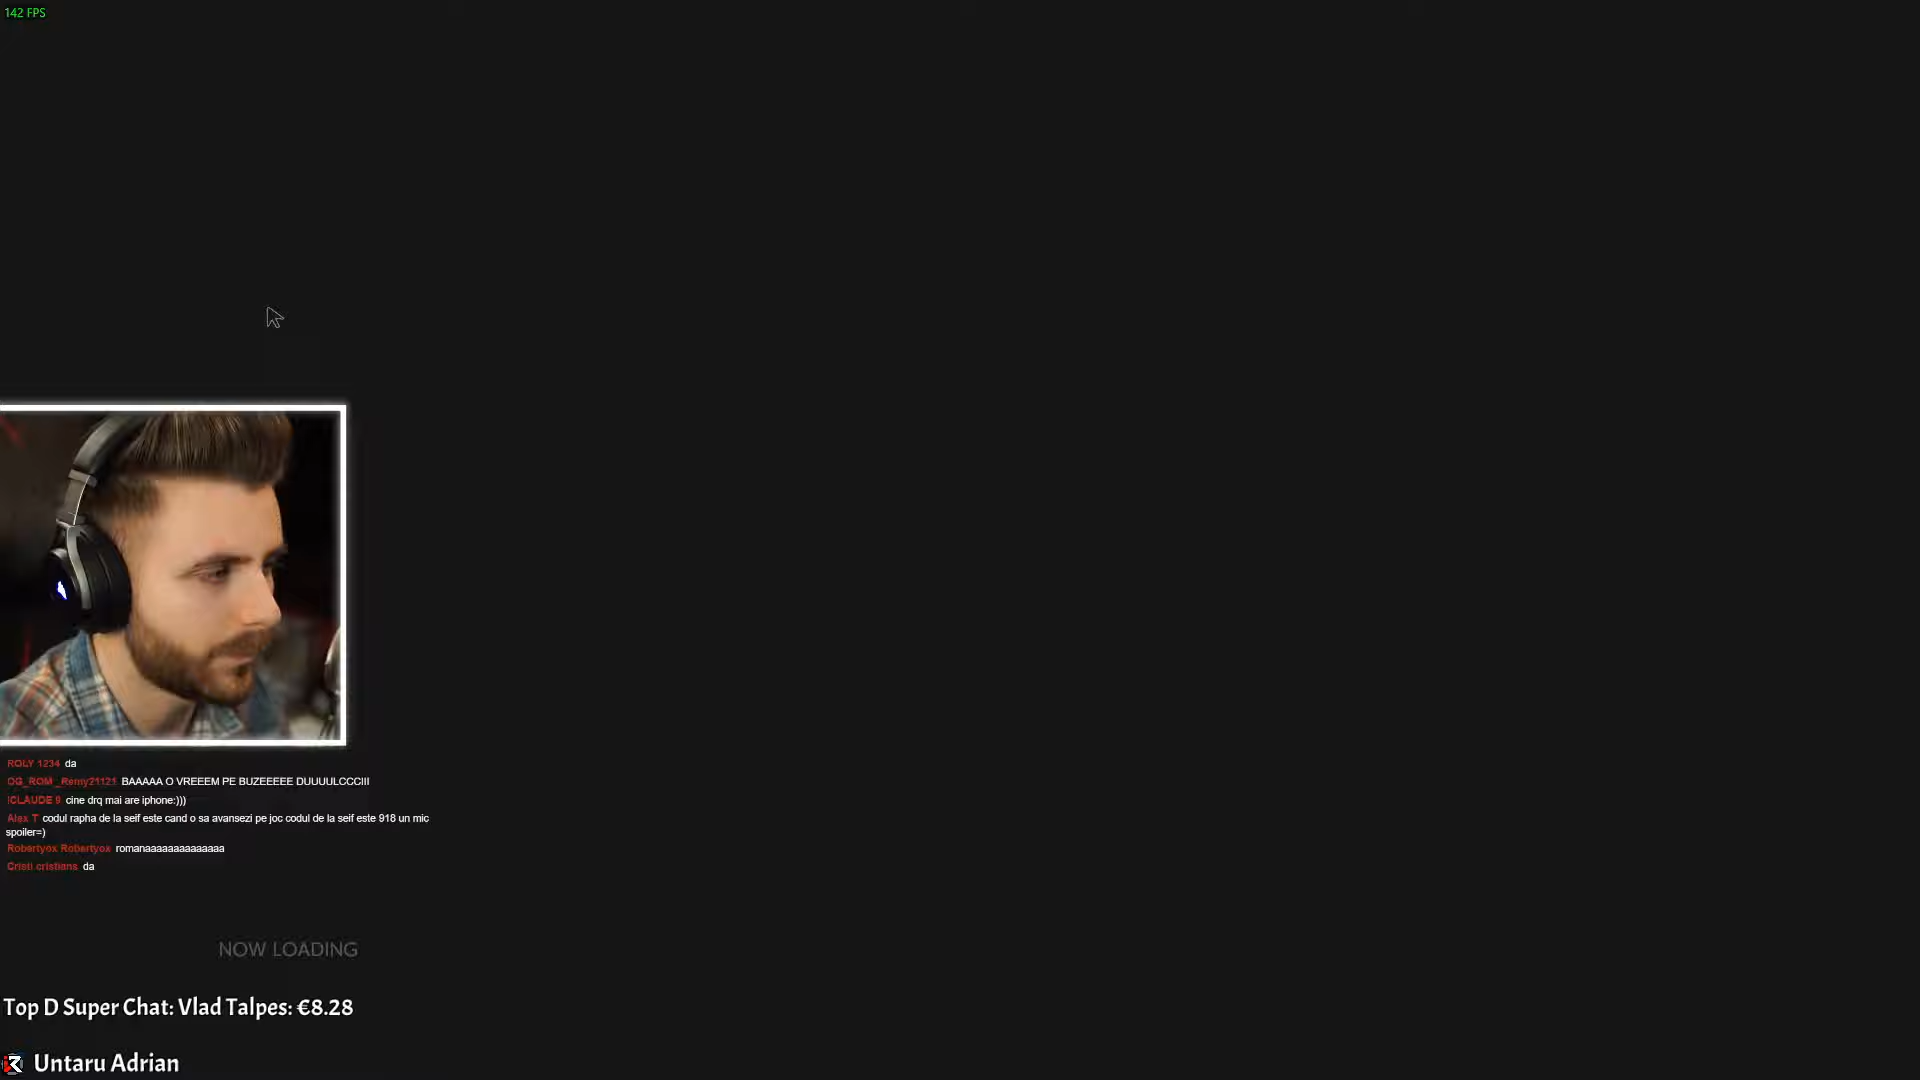 142 FPS
ROLY 1234 da
OG_ROM_Remy21121 BAAAAA O VREEEM PE BUZEEEEE DUUUULCCCIII
!CLAUDE 9 cine drq mai are iphone:)))
Alex T codul rapha de la seif este cand o sa avansezi pe joc codul de la seif este 918 un mic
spoiler=)
Robertyox Robertyox romanaaaaaaaaaaaaaa
Cristi cristians da
NOW LOADING
Top D Super Chat: Vlad Talpes: €8.28
Untaru Adrian